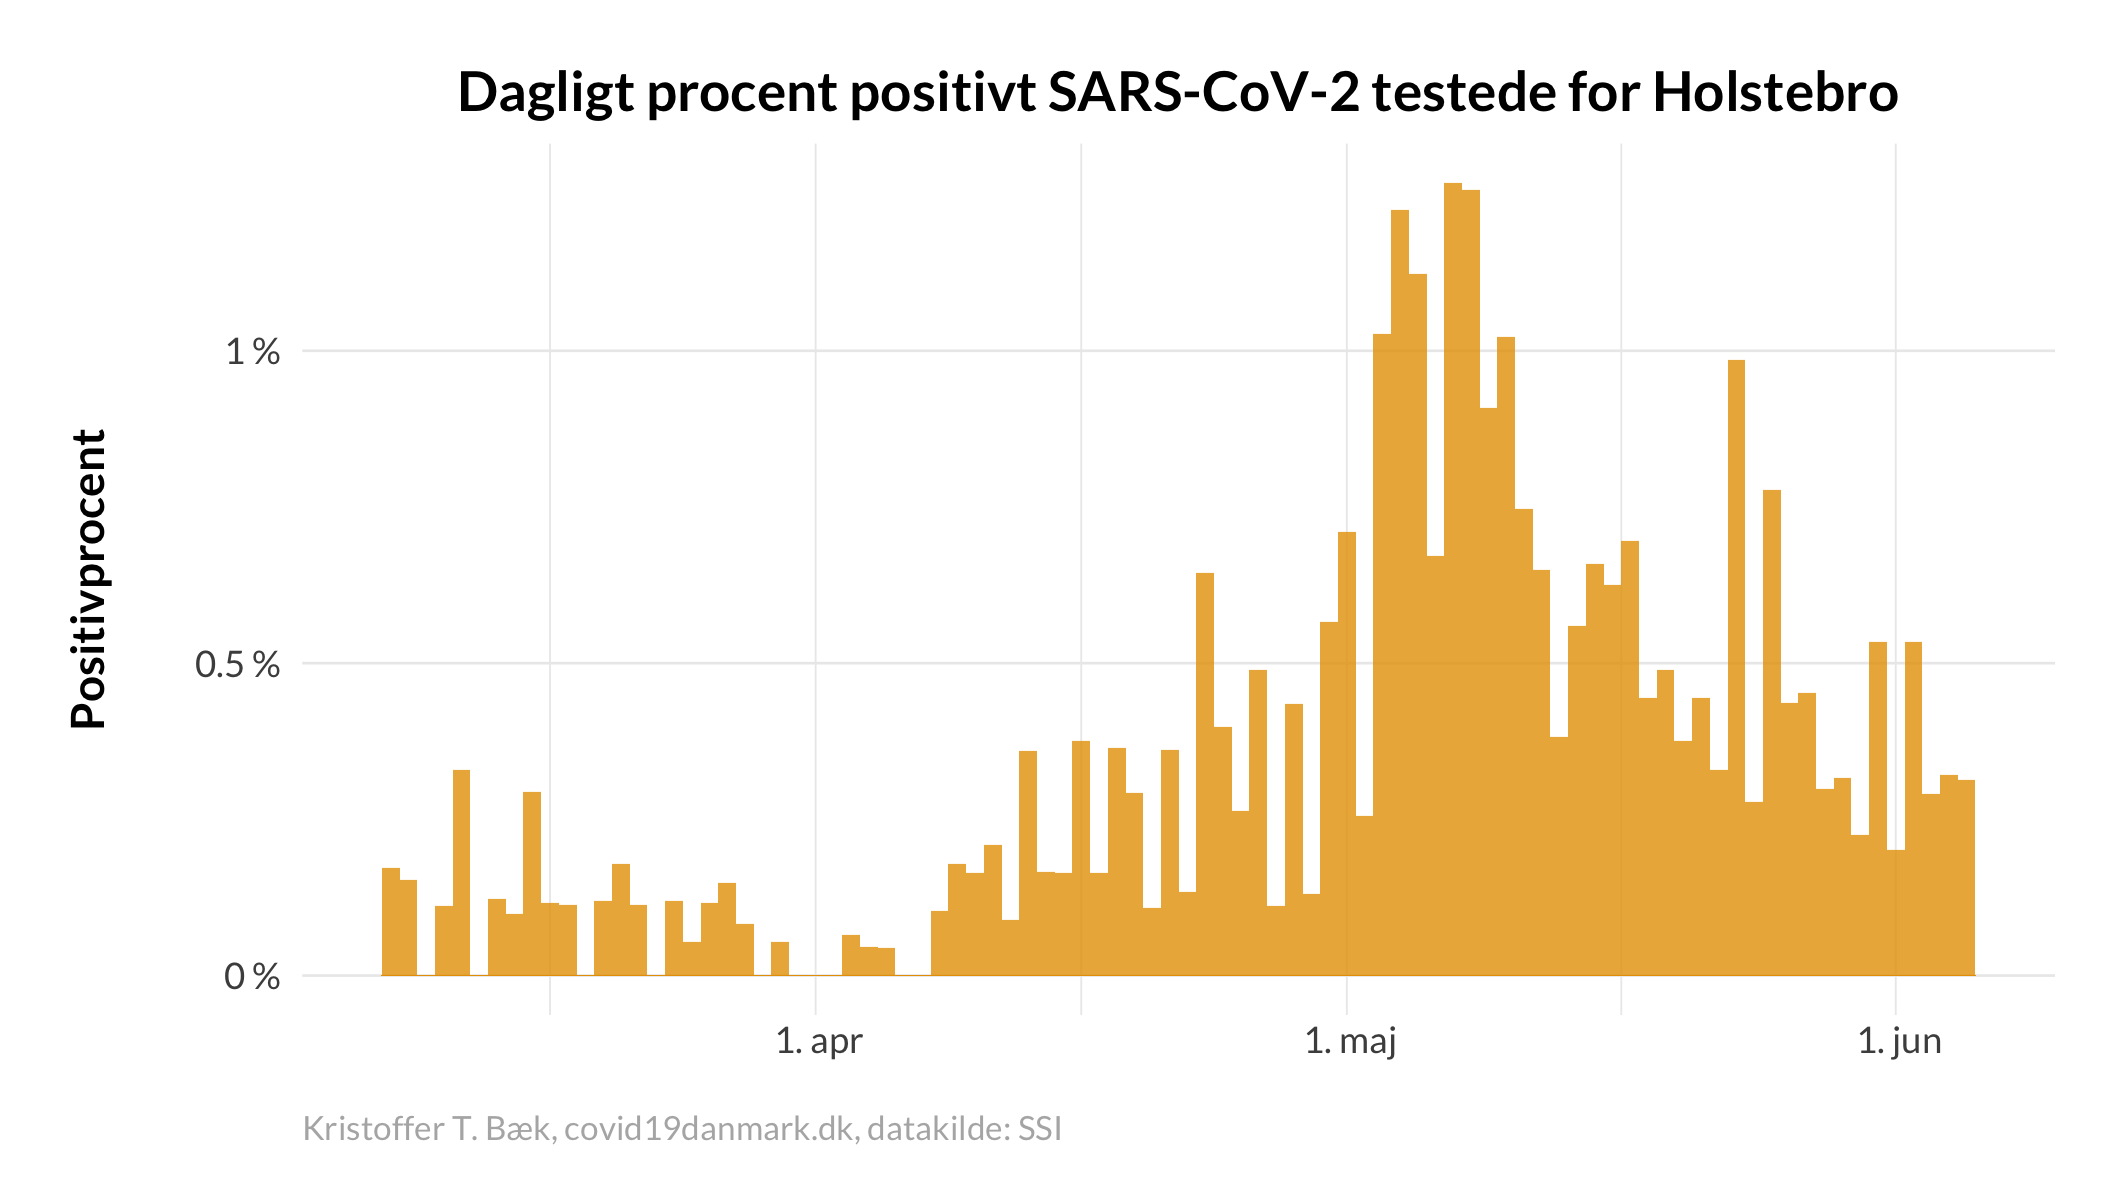 Dagligt procent positivt SARS-CoV-2 testede for Holstebro
Positivprocent
1 %
0.5 %
0 %
1. apr
1. maj
1. jun
Kristoffer T. Bæk, covid19danmark.dk, datakilde: SSI